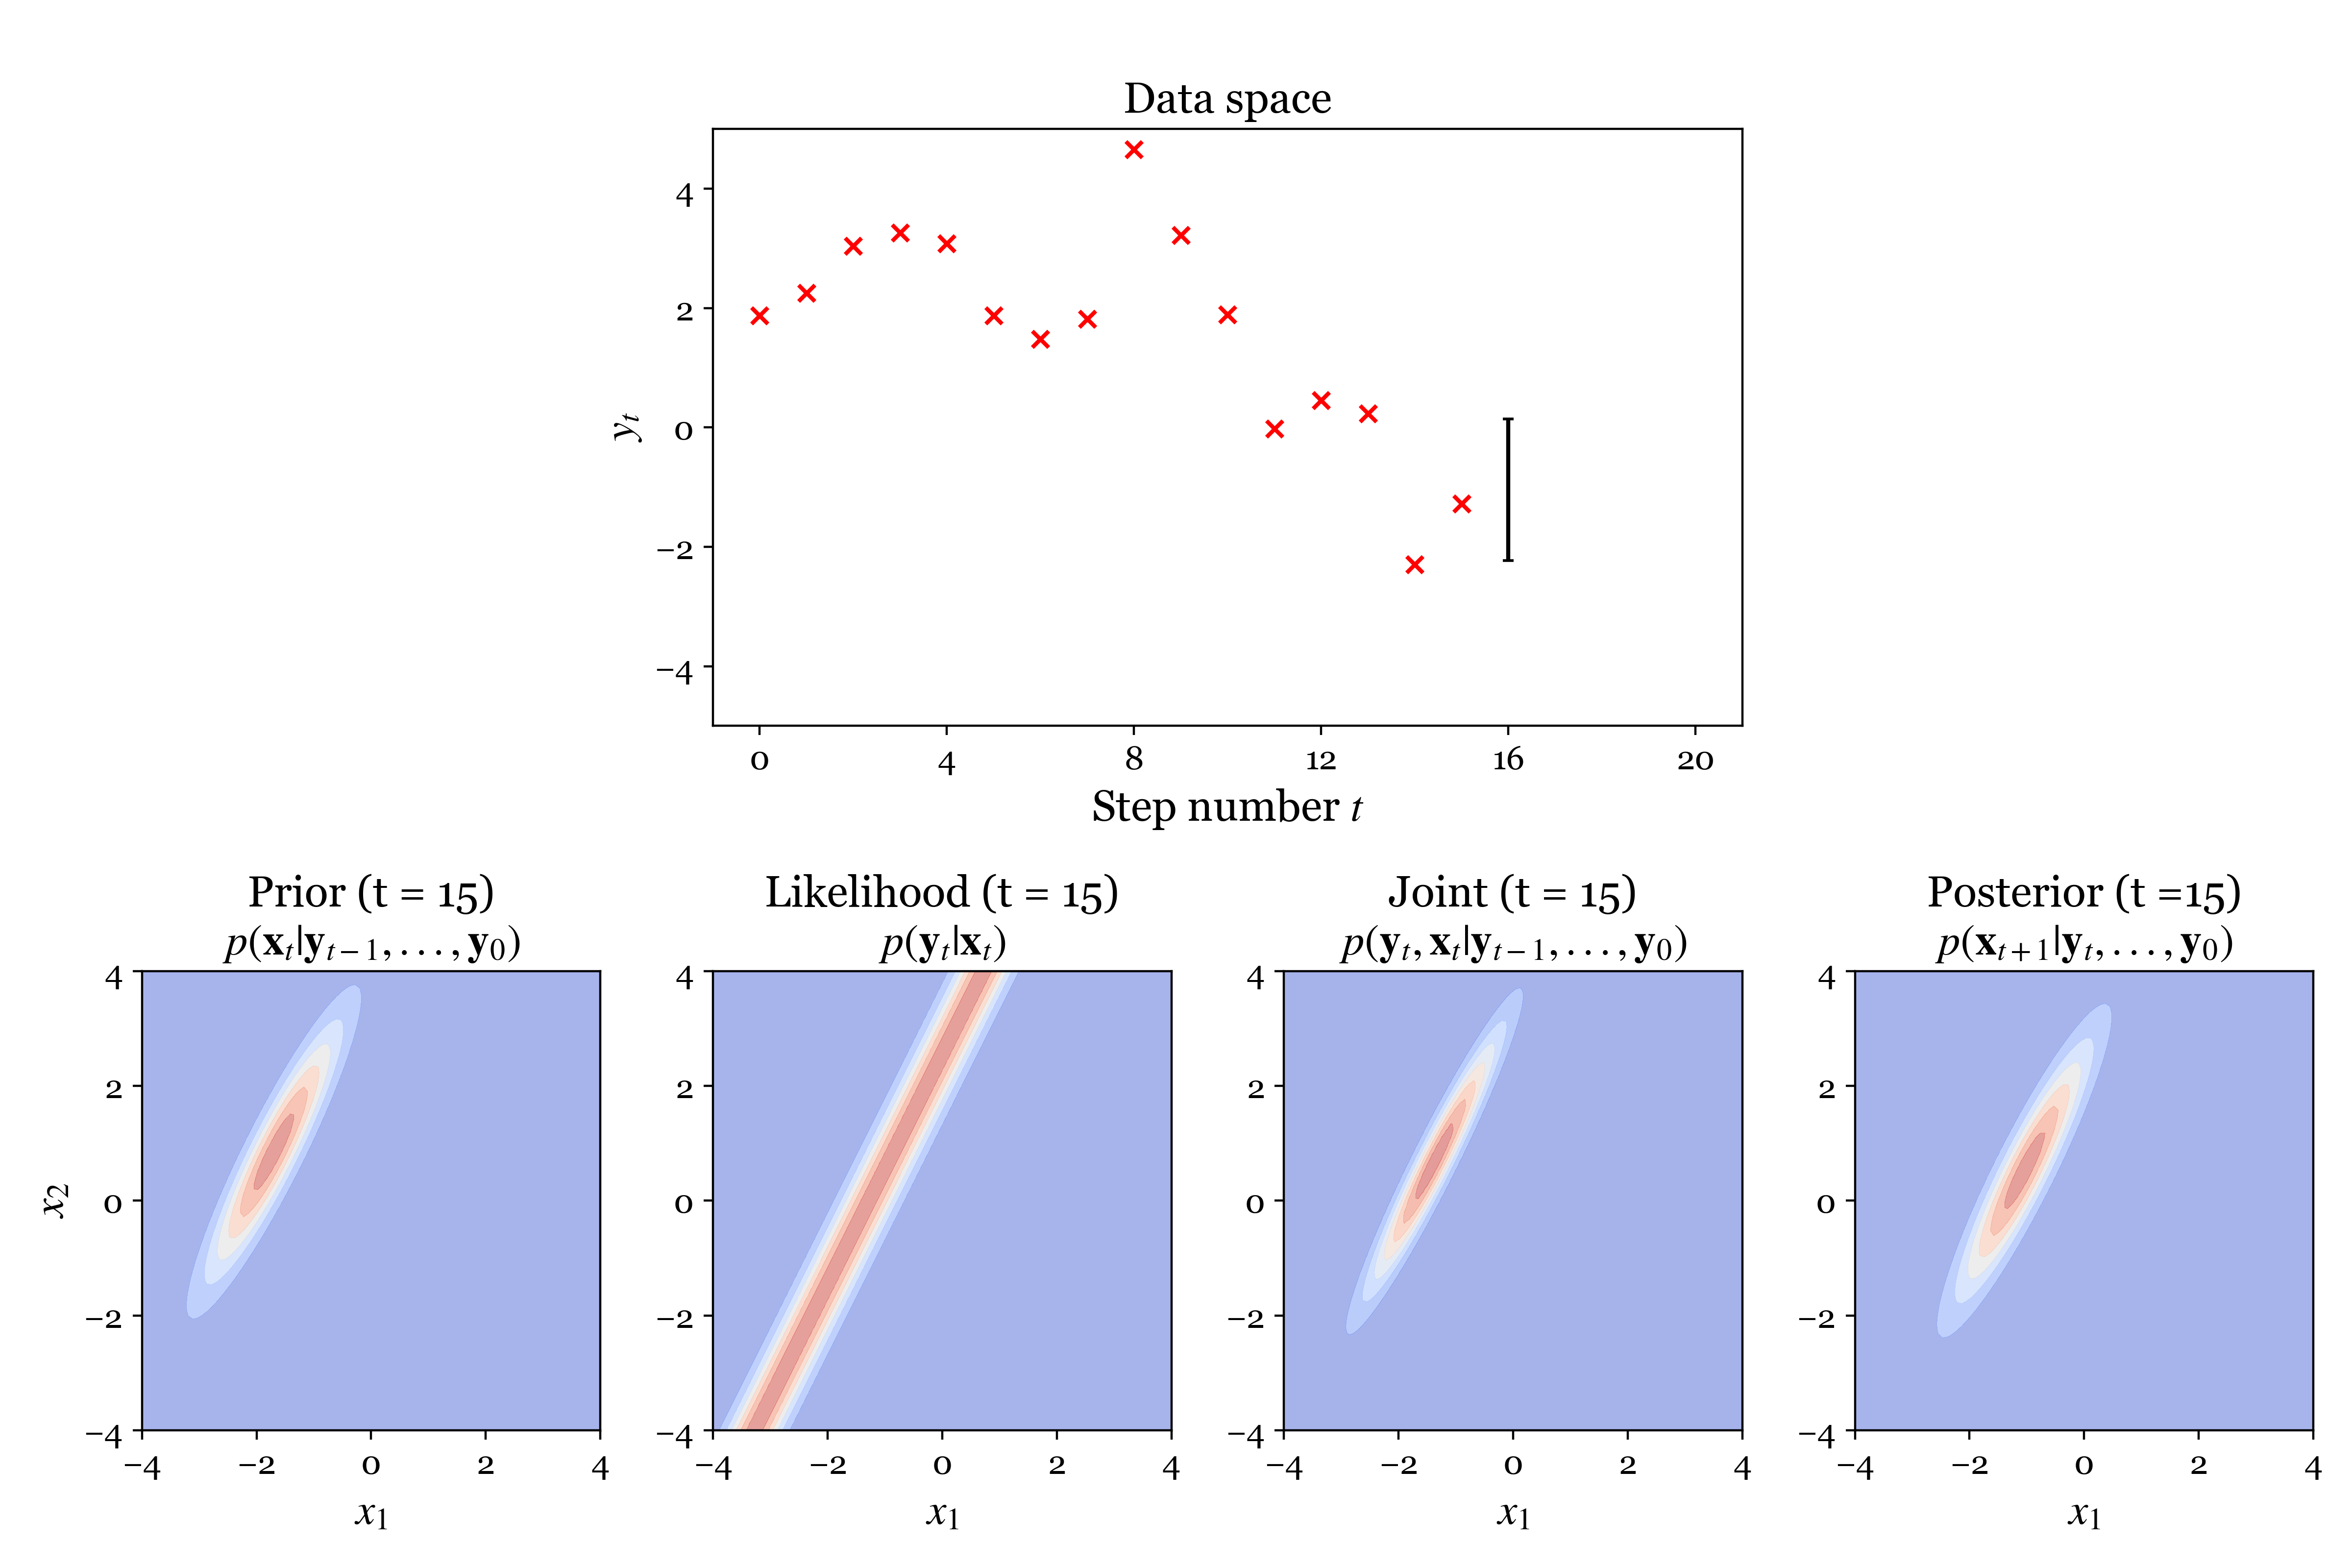 Data space
4
2
0
−2
−4
y_t
0 4 8 12 16 20
Step number t
Prior (t = 15)
p(𝐱_t|𝐲_{t−1}, . . . , 𝐲_0)
Likelihood (t = 15)
p(𝐲_t|𝐱_t)
Joint (t = 15)
p(𝐲_t, 𝐱_t|𝐲_{t−1}, . . . , 𝐲_0)
Posterior (t =15)
p(𝐱_{t+1}|𝐲_t, . . . , 𝐲_0)
x_2
4
2
0
−2
−4
−4 −2 0 2 4
x_1
4
2
0
−2
−4
−4 −2 0 2 4
x_1
4
2
0
−2
−4
−4 −2 0 2 4
x_1
4
2
0
−2
−4
−4 −2 0 2 4
x_1